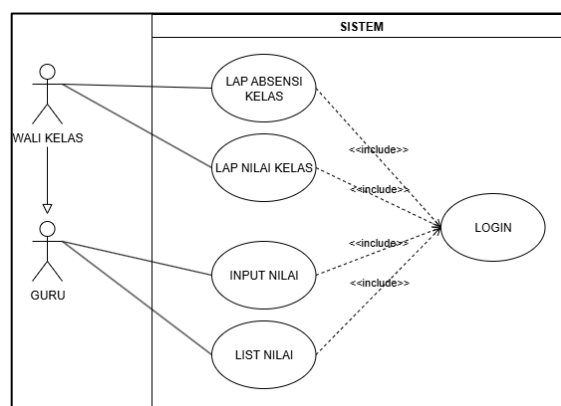 SISTEM
LAP ABSENSI
KELAS
WALI KELAS
<<include>>
LAP NILAI KELAS
<<include>>
LOGIN
<<include>>
INPUT NILAI
GURU
<<include>>
LIST NILAI